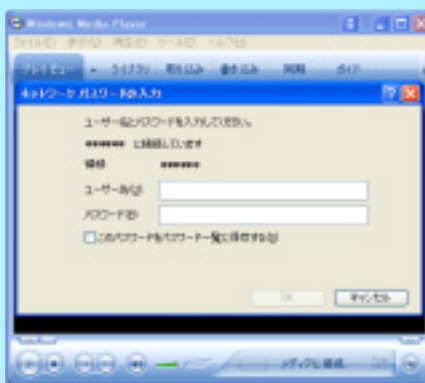 Windows Media Player
ファイル(F) 表示(V) 再生(P) ツール(T) ヘルプ(H)
プレイ ビュー ライブラリ 取り込み 書き込み 同期 ガイド
ネットワーク パスワードの入力
ユーザー名とパスワードを入力してください。
****** に接続しています
領域 ******
ユーザー名(U)
パスワード(P)
このパスワードをパスワード一覧に保存する(S)
OK キャンセル
メディアに接続